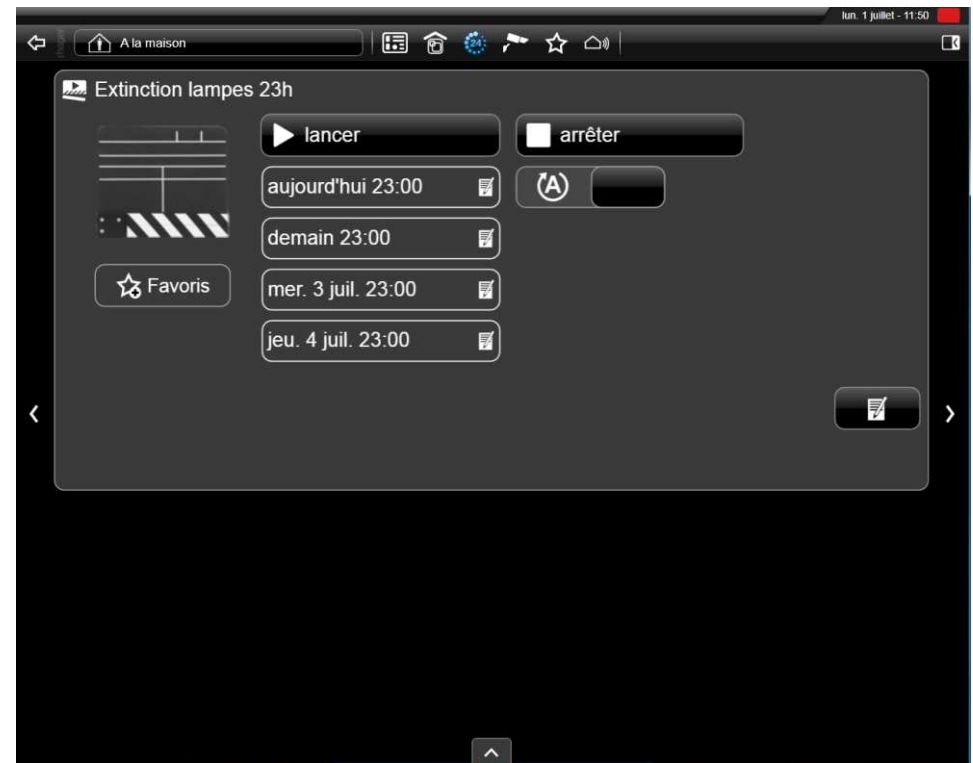 lun. 1 juillet - 11:50
A la maison
24
Extinction lampes 23h
lancer
arrêter
aujourd'hui 23:00
A
demain 23:00
Favoris
mer. 3 juil. 23:00
jeu. 4 juil. 23:00